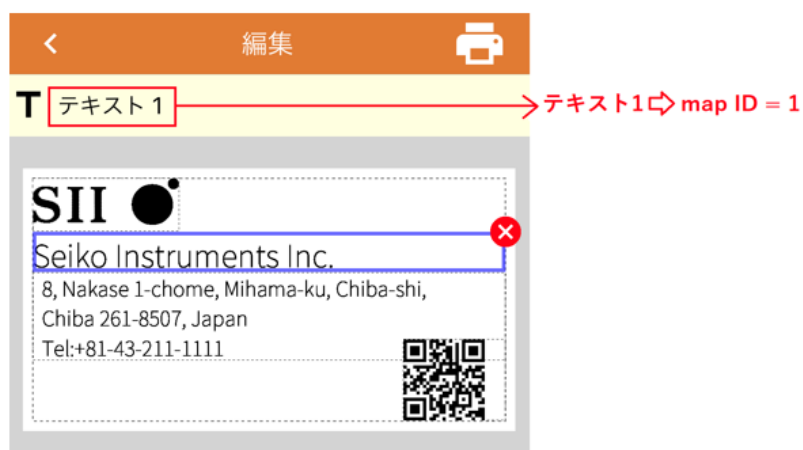 編集
T テキスト 1
テキスト1⇨ map ID = 1
SII
Seiko Instruments Inc.
8, Nakase 1-chome, Mihama-ku, Chiba-shi,
Chiba 261-8507, Japan
Tel:+81-43-211-1111